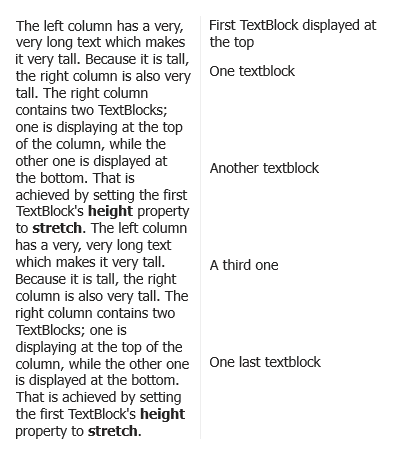 The left column has a very,
very long text which makes
it very tall. Because it is tall,
the right column is also very
tall. The right column
contains two TextBlocks;
one is displaying at the top
of the column, while the
other one is displayed at
the bottom. That is
achieved by setting the first
TextBlock's height property
to stretch. The left column
has a very, very long text
which makes it very tall.
Because it is tall, the right
column is also very tall. The
right column contains two
TextBlocks; one is
displaying at the top of the
column, while the other one
is displayed at the bottom.
That is achieved by setting
the first TextBlock's height
property to stretch.
First TextBlock displayed at
the top
One textblock
Another textblock
A third one
One last textblock